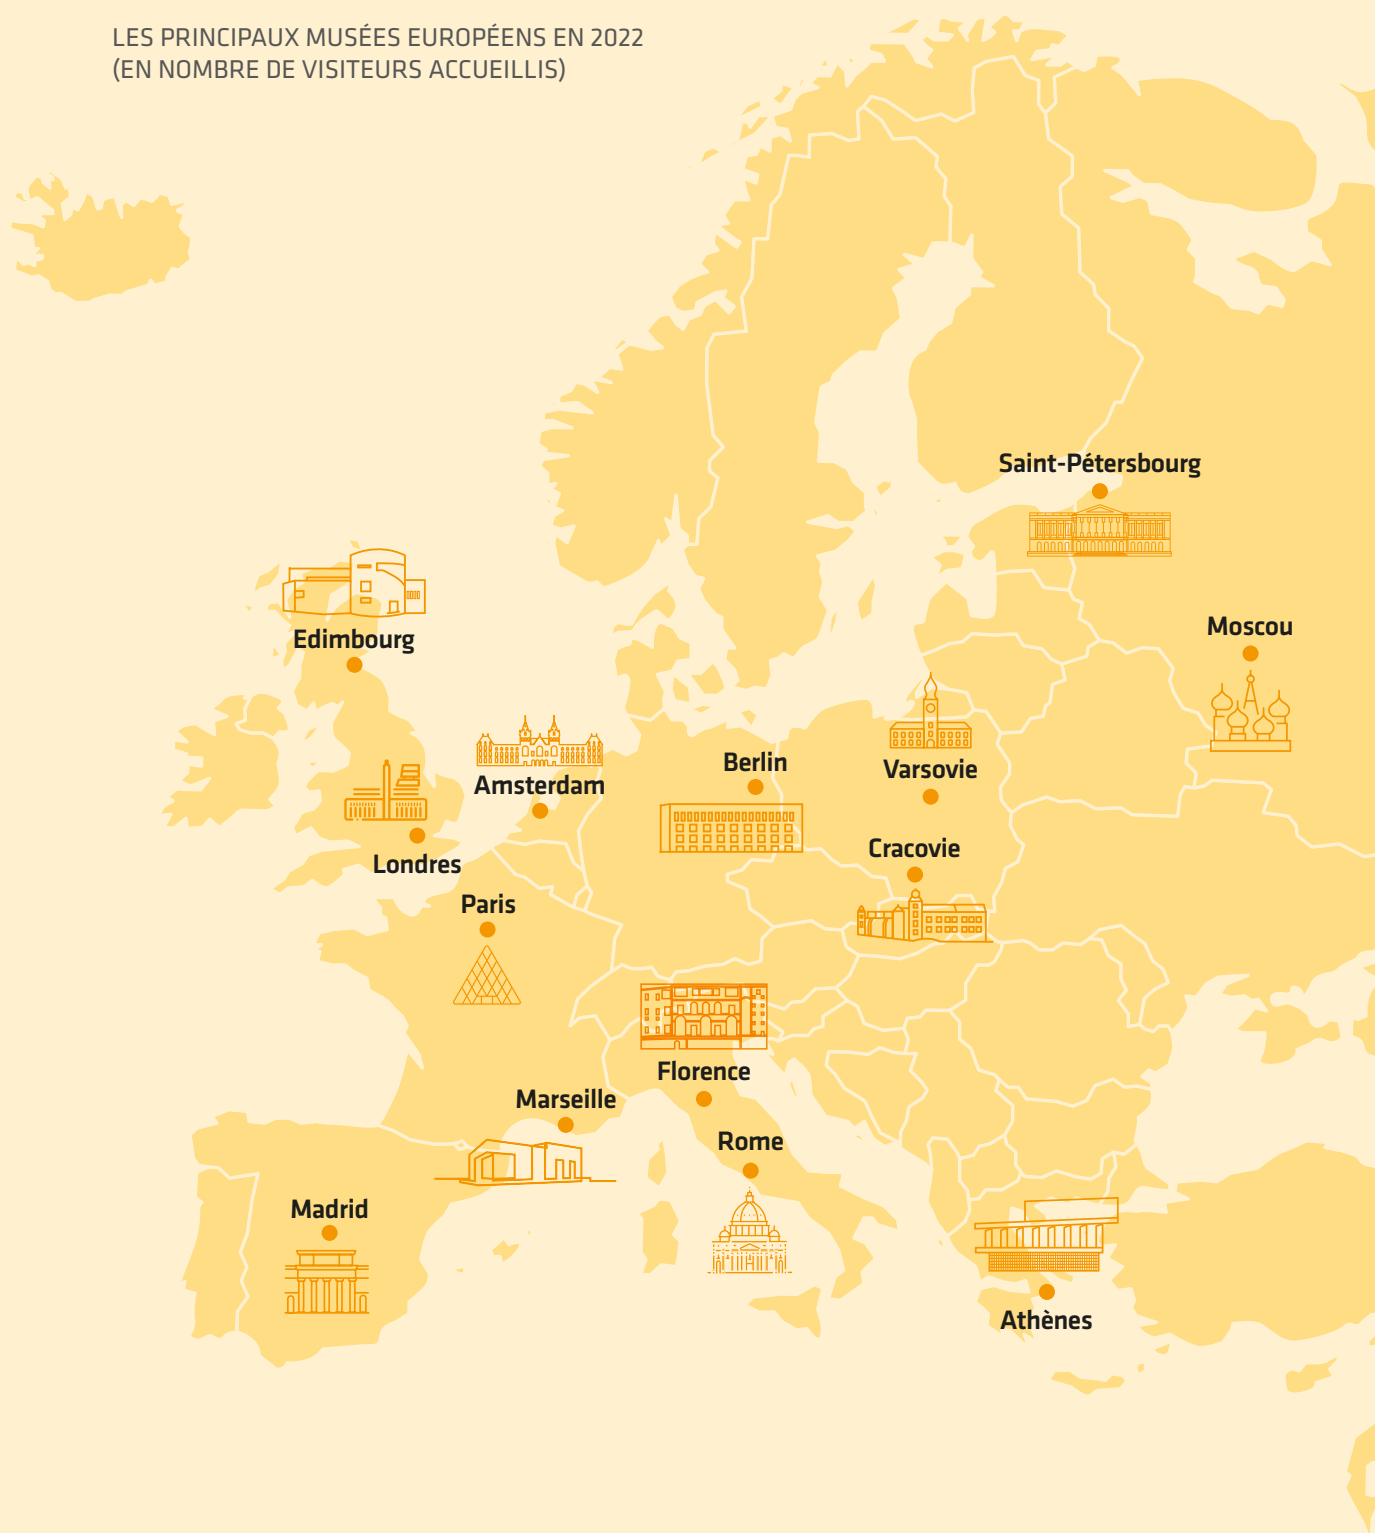 LES PRINCIPAUX MUSÉES EUROPÉENS EN 2022
(EN NOMBRE DE VISITEURS ACCUEILLIS)
Saint-Pétersbourg
Moscou
Edimbourg
Amsterdam
Berlin
Varsovie
Londres
Cracovie
Paris
Florence
Marseille
Rome
Madrid
Athènes